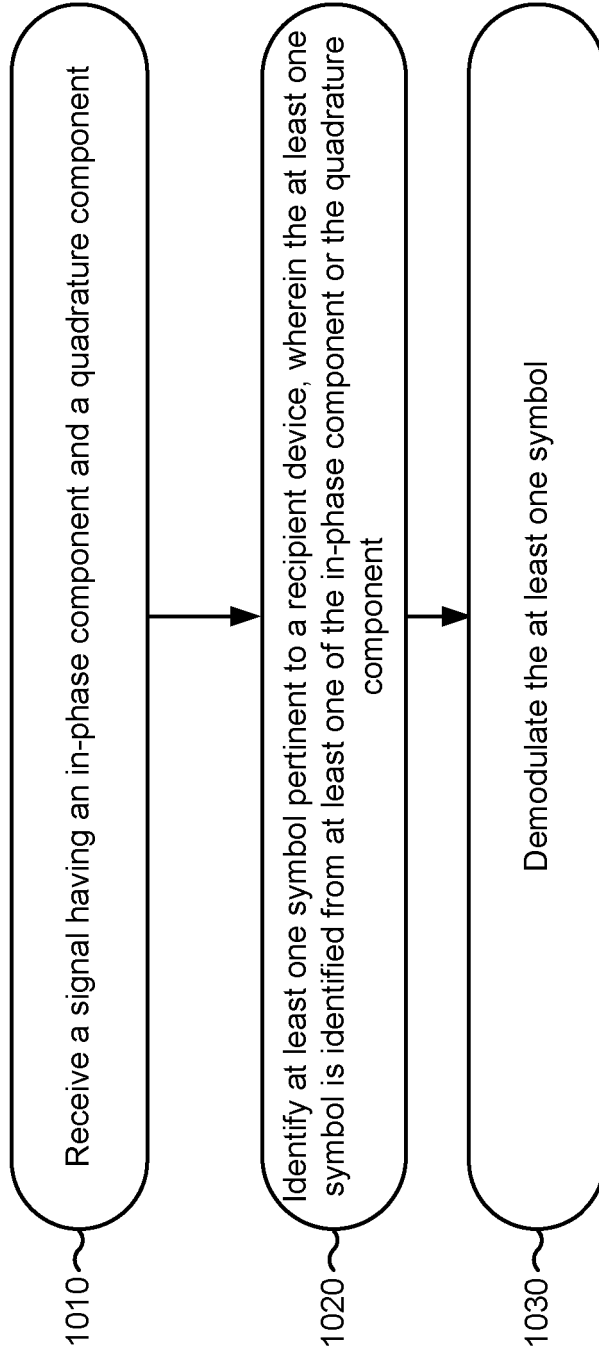 1010
Receive a signal having an in-phase component and a quadrature component
1020
Identify at least one symbol pertinent to a recipient device, wherein the at least one
symbol is identified from at least one of the in-phase component or the quadrature
component
1030
Demodulate the at least one symbol